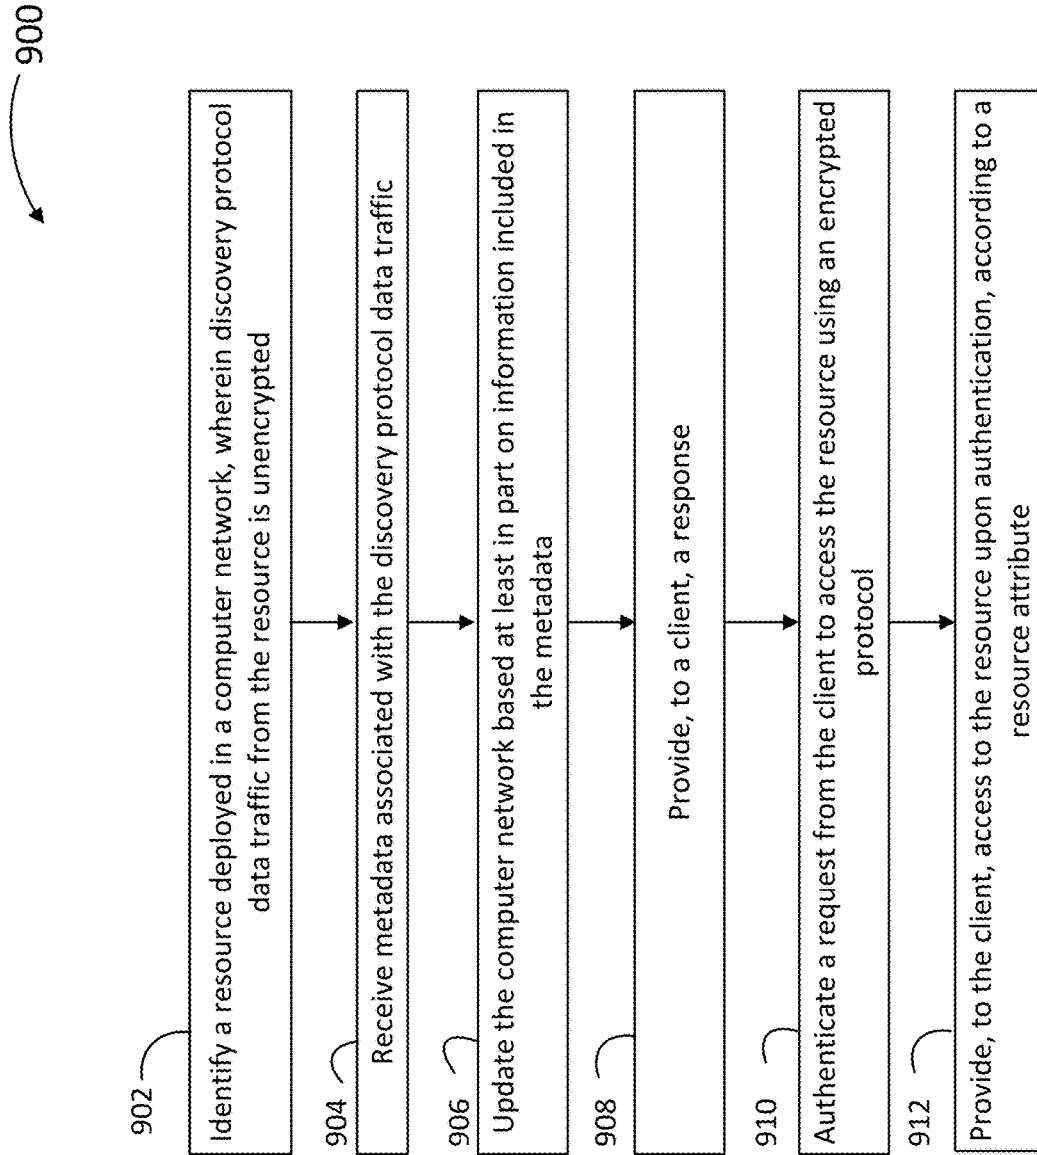 900
902
Identify a resource deployed in a computer network, wherein discovery protocol
data traffic from the resource is unencrypted
904
Receive metadata associated with the discovery protocol data traffic
906
Update the computer network based at least in part on information included in
the metadata
908
Provide, to a client, a response
910
Authenticate a request from the client to access the resource using an encrypted
protocol
912
Provide, to the client, access to the resource upon authentication, according to a
resource attribute